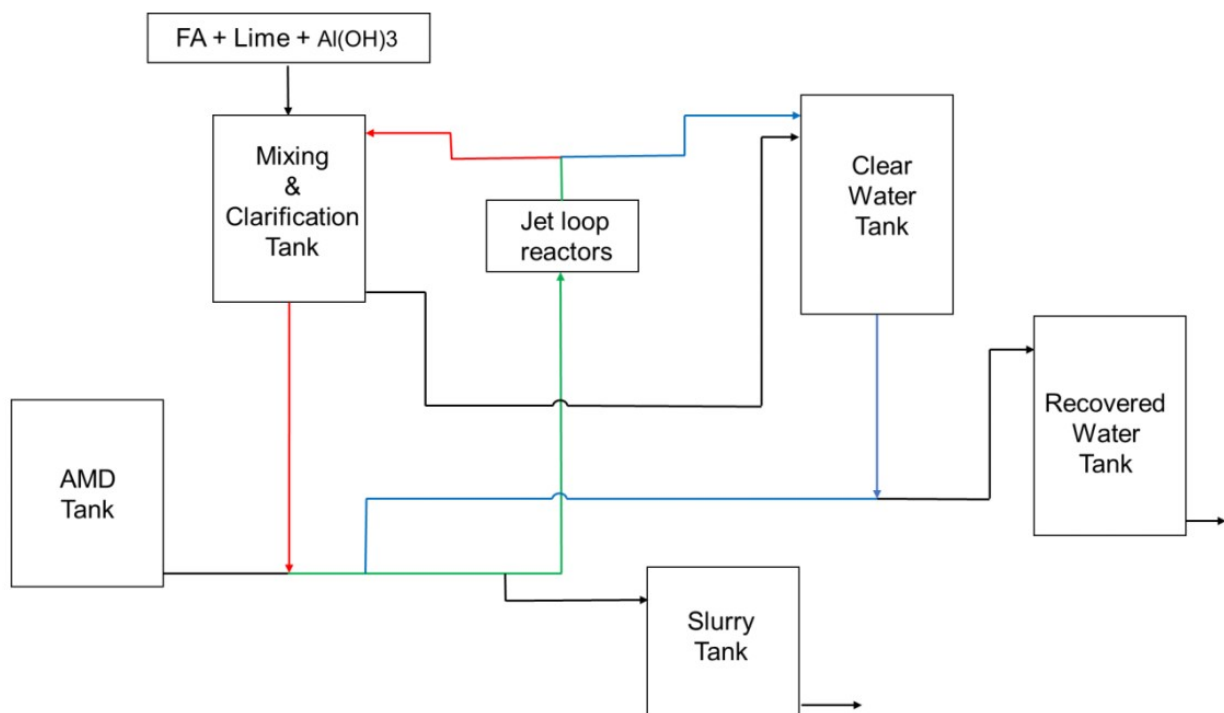 FA + Lime + Al(OH)3
Mixing
&
Clarification
Tank
Jet loop
reactors
Clear
Water
Tank
Recovered
Water
Tank
AMD
Tank
Slurry
Tank